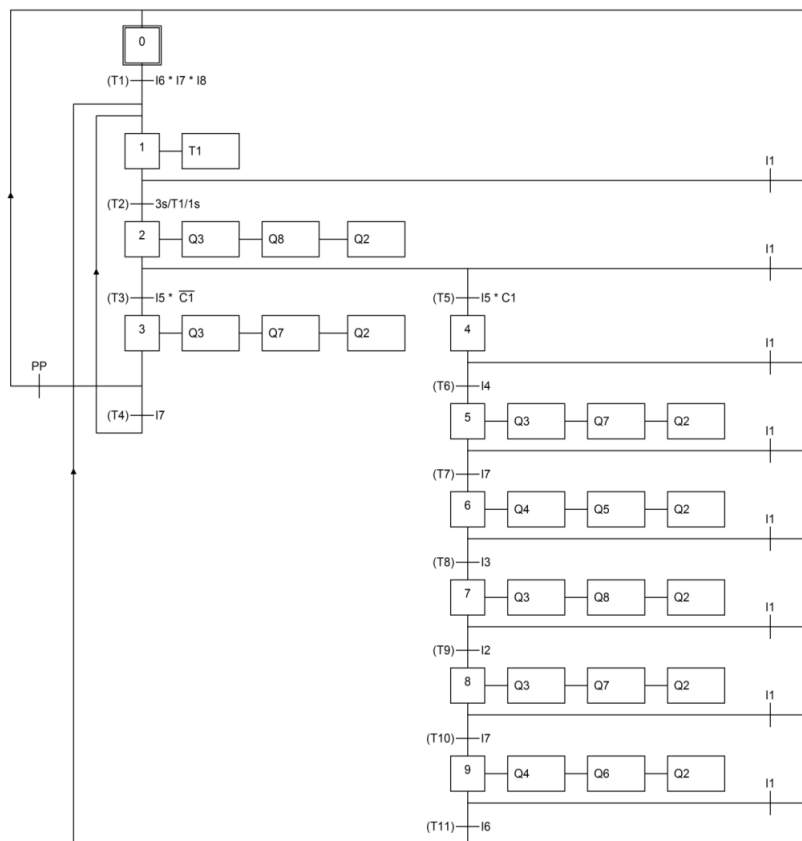 0
(T1) I6 * I7 * I8
1 T1
I1
(T2) 3s/T1/1s
2 Q3 Q8 Q2
I1
(T3) I5 * C̅1̅ (T5) I5 * C1
3 Q3 Q7 Q2 4
I1
PP
(T6) I4
(T4) I7
5 Q3 Q7 Q2
I1
(T7) I7
6 Q4 Q5 Q2
I1
(T8) I3
7 Q3 Q8 Q2
I1
(T9) I2
8 Q3 Q7 Q2
I1
(T10) I7
9 Q4 Q6 Q2
I1
(T11) I6